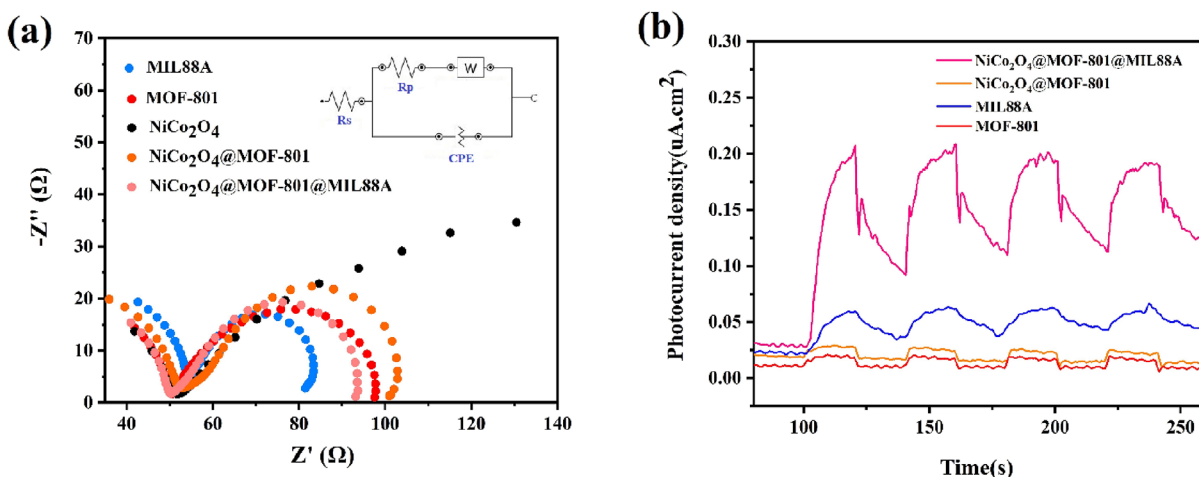 (a)
-Z'' (Ω)
70
60
50
40
30
20
10
0
MIL88A
MOF-801
NiCo₂O₄
NiCo₂O₄@MOF-801
NiCo₂O₄@MOF-801@MIL88A
Rs
Rp
W
CPE
C
40 60 80 100 120 140
Z' (Ω)
(b)
Photocurrent density(uA.cm²)
0.30
0.25
0.20
0.15
0.10
0.05
0.00
NiCo₂O₄@MOF-801@MIL88A
NiCo₂O₄@MOF-801
MIL88A
MOF-801
100 150 200 250
Time(s)